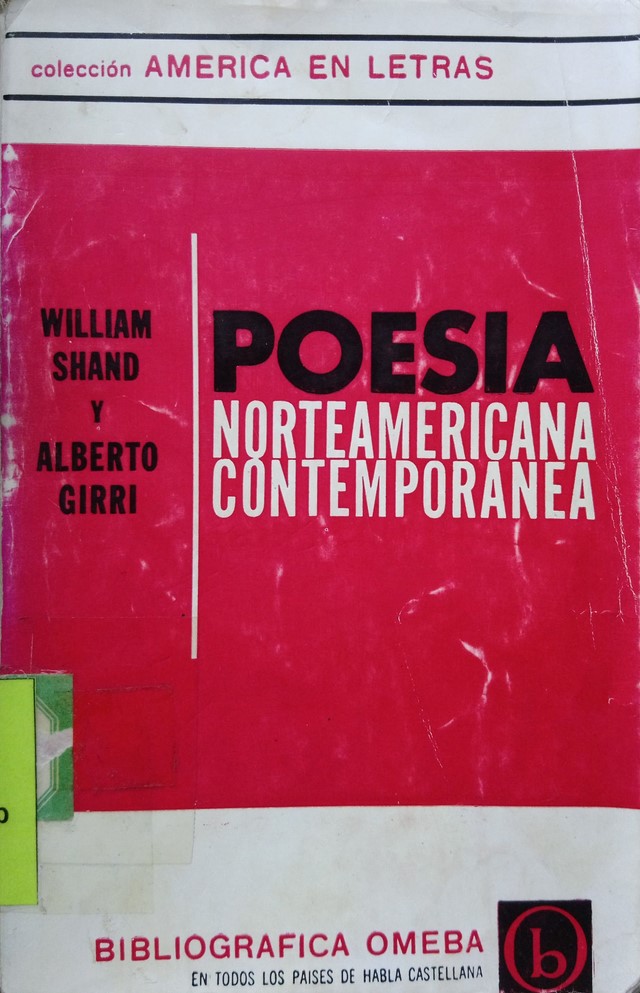 colección AMERICA EN LETRAS
WILLIAM
SHAND
Y
ALBERTO
GIRRI
POESIA
NORTEAMERICANA
CONTEMPORANEA
BIBLIOGRAFICA OMEBA
EN TODOS LOS PAISES DE HABLA CASTELLANA
b